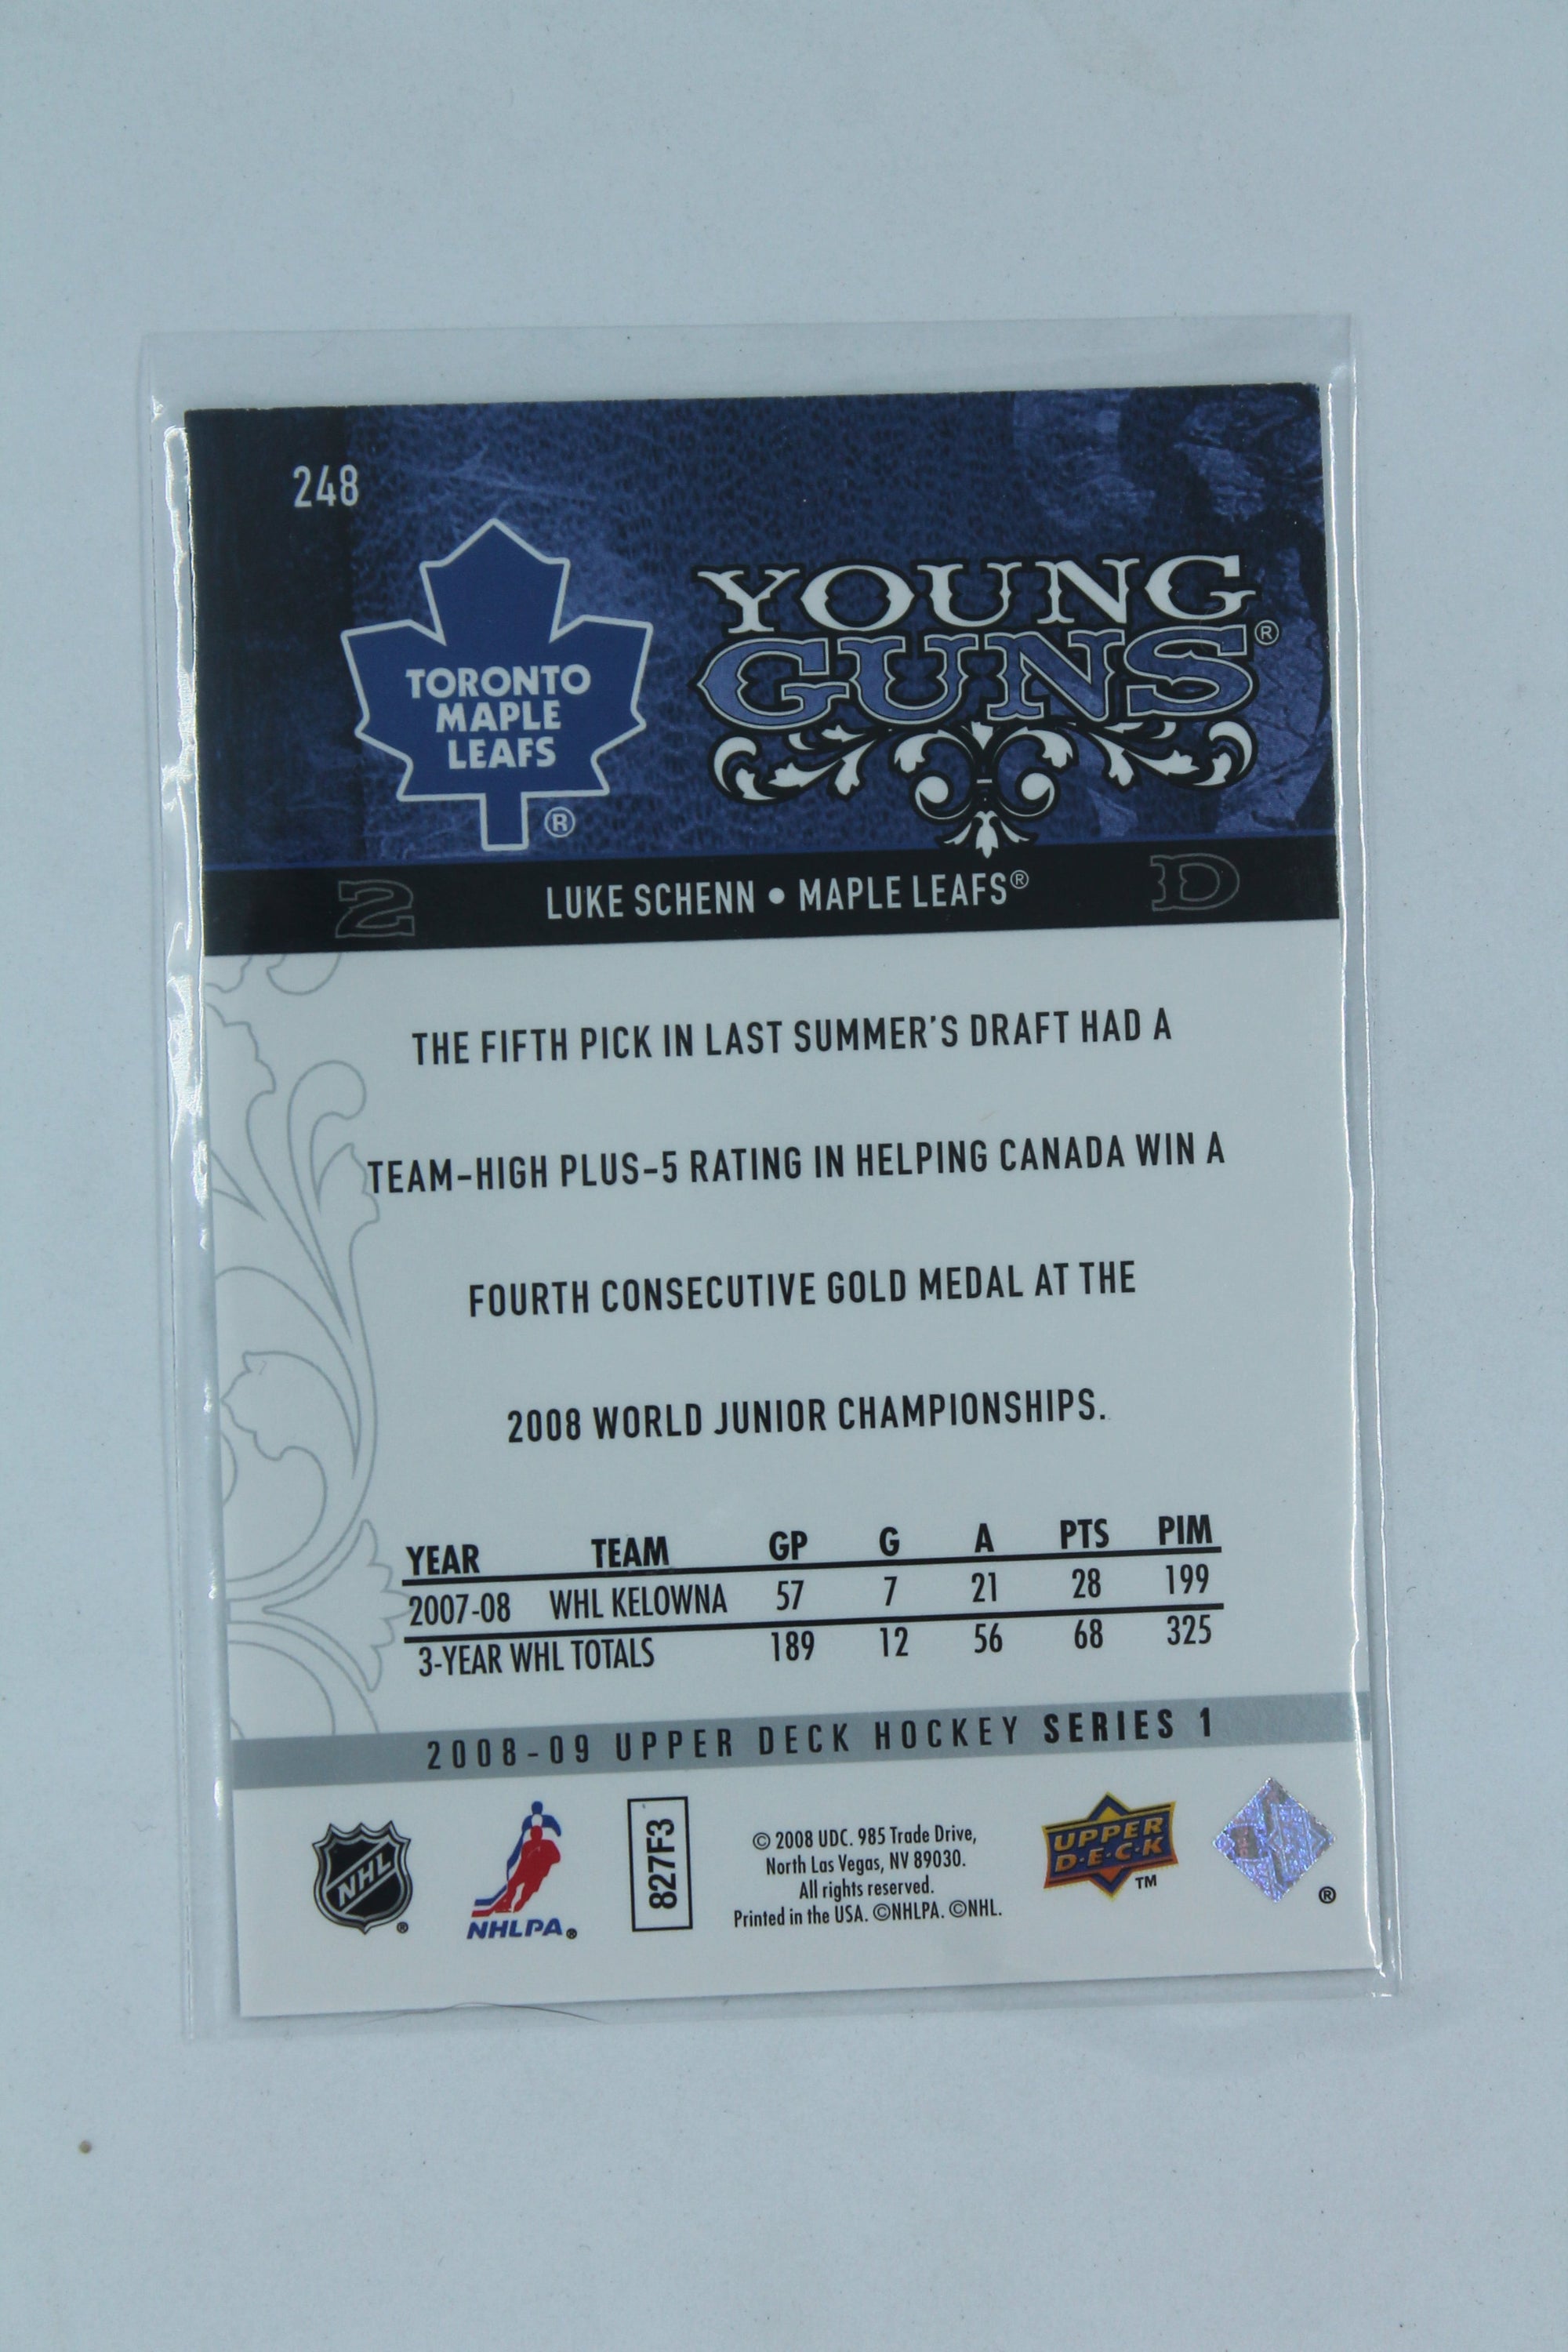 248
TORONTO
MAPLE
LEAFS
®
YOUNG
GUNS®
2 LUKE SCHENN • MAPLE LEAFS® D
THE FIFTH PICK IN LAST SUMMER'S DRAFT HAD A
TEAM-HIGH PLUS-5 RATING IN HELPING CANADA WIN A
FOURTH CONSECUTIVE GOLD MEDAL AT THE
2008 WORLD JUNIOR CHAMPIONSHIPS.
YEAR TEAM GP G A PTS PIM
2007-08 WHL KELOWNA 57 7 21 28 199
3-YEAR WHL TOTALS 189 12 56 68 325
2008-09 UPPER DECK HOCKEY SERIES 1
NHL®
NHLPA®
827F3
© 2008 UDC. 985 Trade Drive,
North Las Vegas, NV 89030.
All rights reserved.
Printed in the USA. ©NHLPA. ©NHL.
UPPER
D·E·C·K
TM
®